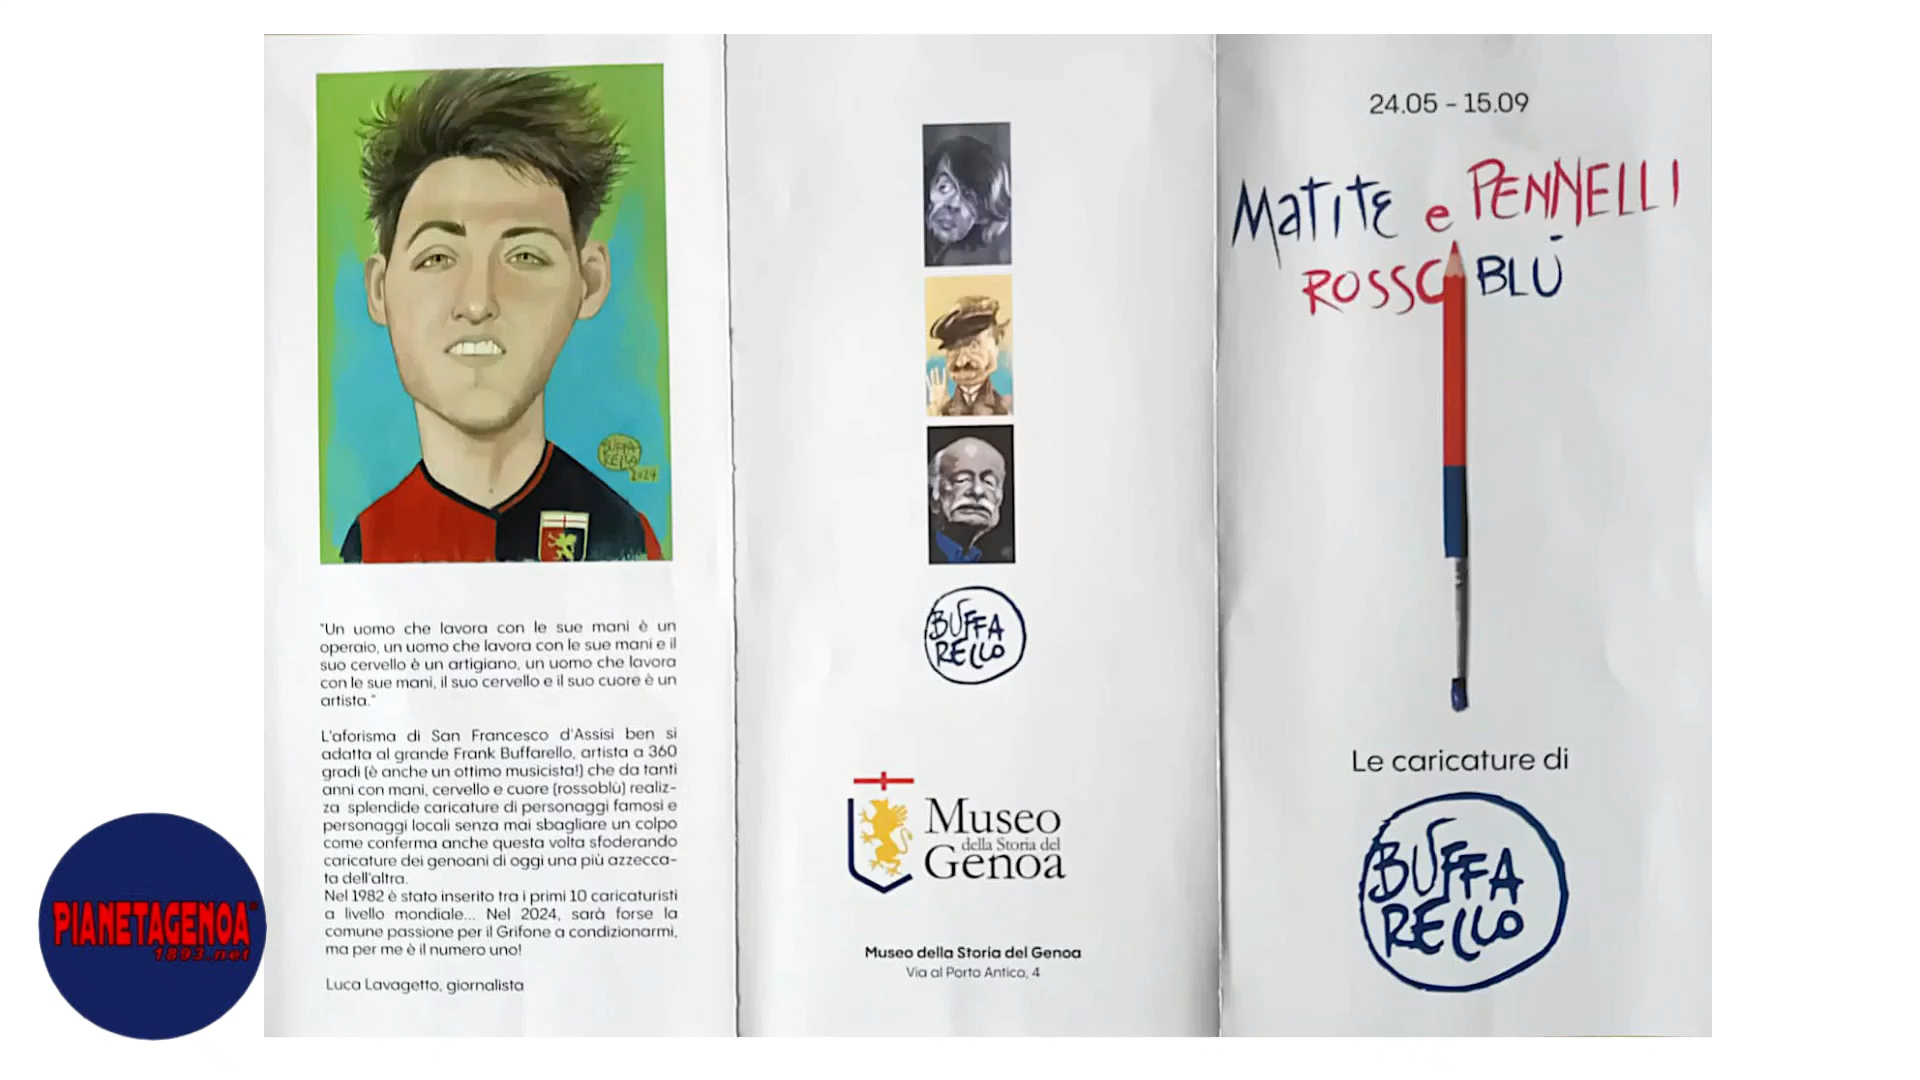 BUFFA
RELLO
2024
"Un uomo che lavora con le sue mani è un
operaio, un uomo che lavora con le sue mani e il
suo cervello è un artigiano, un uomo che lavora
con le sue mani, il suo cervello e il suo cuore è un
artista."
L'aforisma di San Francesco d'Assisi ben si
adatta al grande Frank Buffarello, artista a 360
gradi (è anche un ottimo musicista!) che da tanti
anni con mani, cervello e cuore (rossoblù) realiz-
za splendide caricature di personaggi famosi e
personaggi locali senza mai sbagliare un colpo
come conferma anche questa volta sfoderando
caricature dei genoani di oggi una più azzecca-
ta dell'altra.
Nel 1982 è stato inserito tra i primi 10 caricaturisti
a livello mondiale... Nel 2024, sarà forse la
comune passione per il Grifone a condizionarmi,
ma per me è il numero uno!
Luca Lavagetto, giornalista
BUFFA
RELLO
Museo
della Storia del
Genoa
Museo della Storia del Genoa
Via al Porto Antico, 4
24.05 - 15.09
MATITE e PENNELLI
ROSSO BLÙ
Le caricature di
BUFFA
RELLO
PIANETAGENOA
1893.net